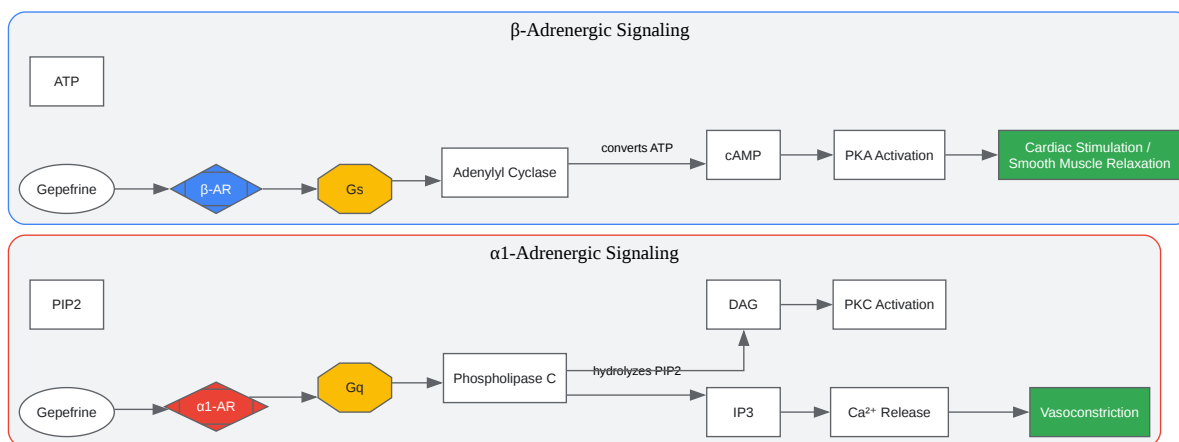 β-Adrenergic Signaling
ATP
converts ATP
cAMP
PKA Activation
Cardiac Stimulation /
Smooth Muscle Relaxation
Adenylyl Cyclase
Gepefrine
β-AR
Gs
α1-Adrenergic Signaling
PIP2
DAG
PKC Activation
hydrolyzes PIP2
Phospholipase C
Gq
Gepefrine
α1-AR
IP3
Ca²⁺ Release
Vasoconstriction